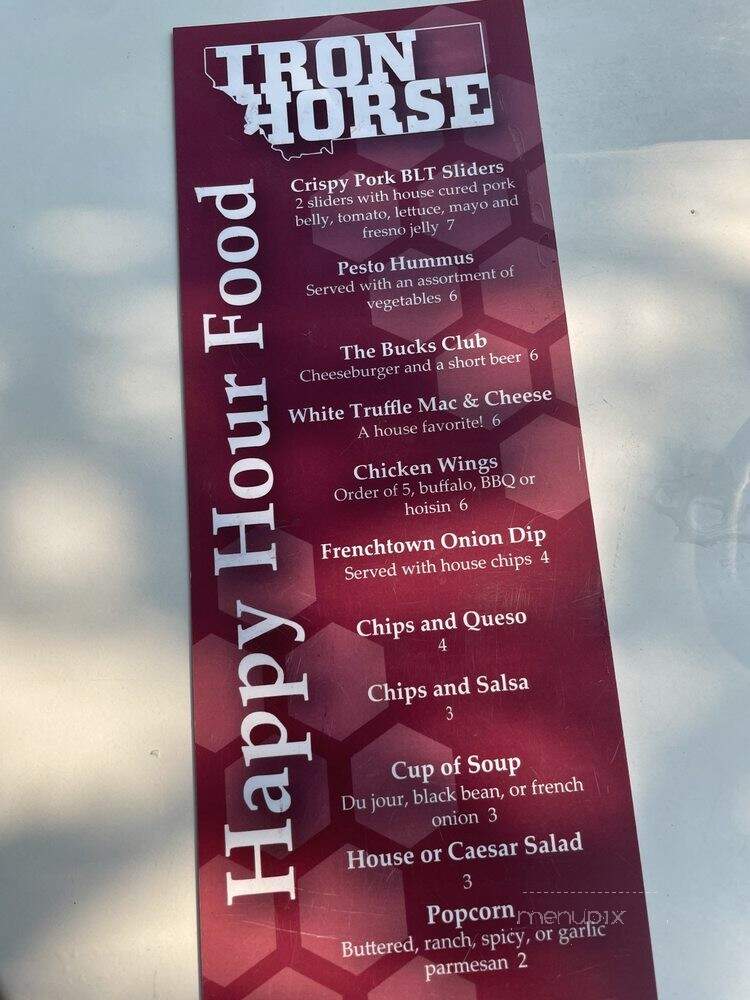 IRON
HORSE
Happy Hour Food
Crispy Pork BLT Sliders
2 sliders with house cured pork
belly, tomato, lettuce, mayo and
fresno jelly 7
Pesto Hummus
Served with an assortment of
vegetables 6
The Bucks Club
Cheeseburger and a short beer 6
White Truffle Mac & Cheese
A house favorite! 6
Chicken Wings
Order of 5, buffalo, BBQ or
hoisin 6
Frenchtown Onion Dip
Served with house chips 4
Chips and Queso
4
Chips and Salsa
3
Cup of Soup
Du jour, black bean, or french
onion 3
House or Caesar Salad
3
Popcorn
menupix
Buttered, ranch, spicy, or garlic
parmesan 2